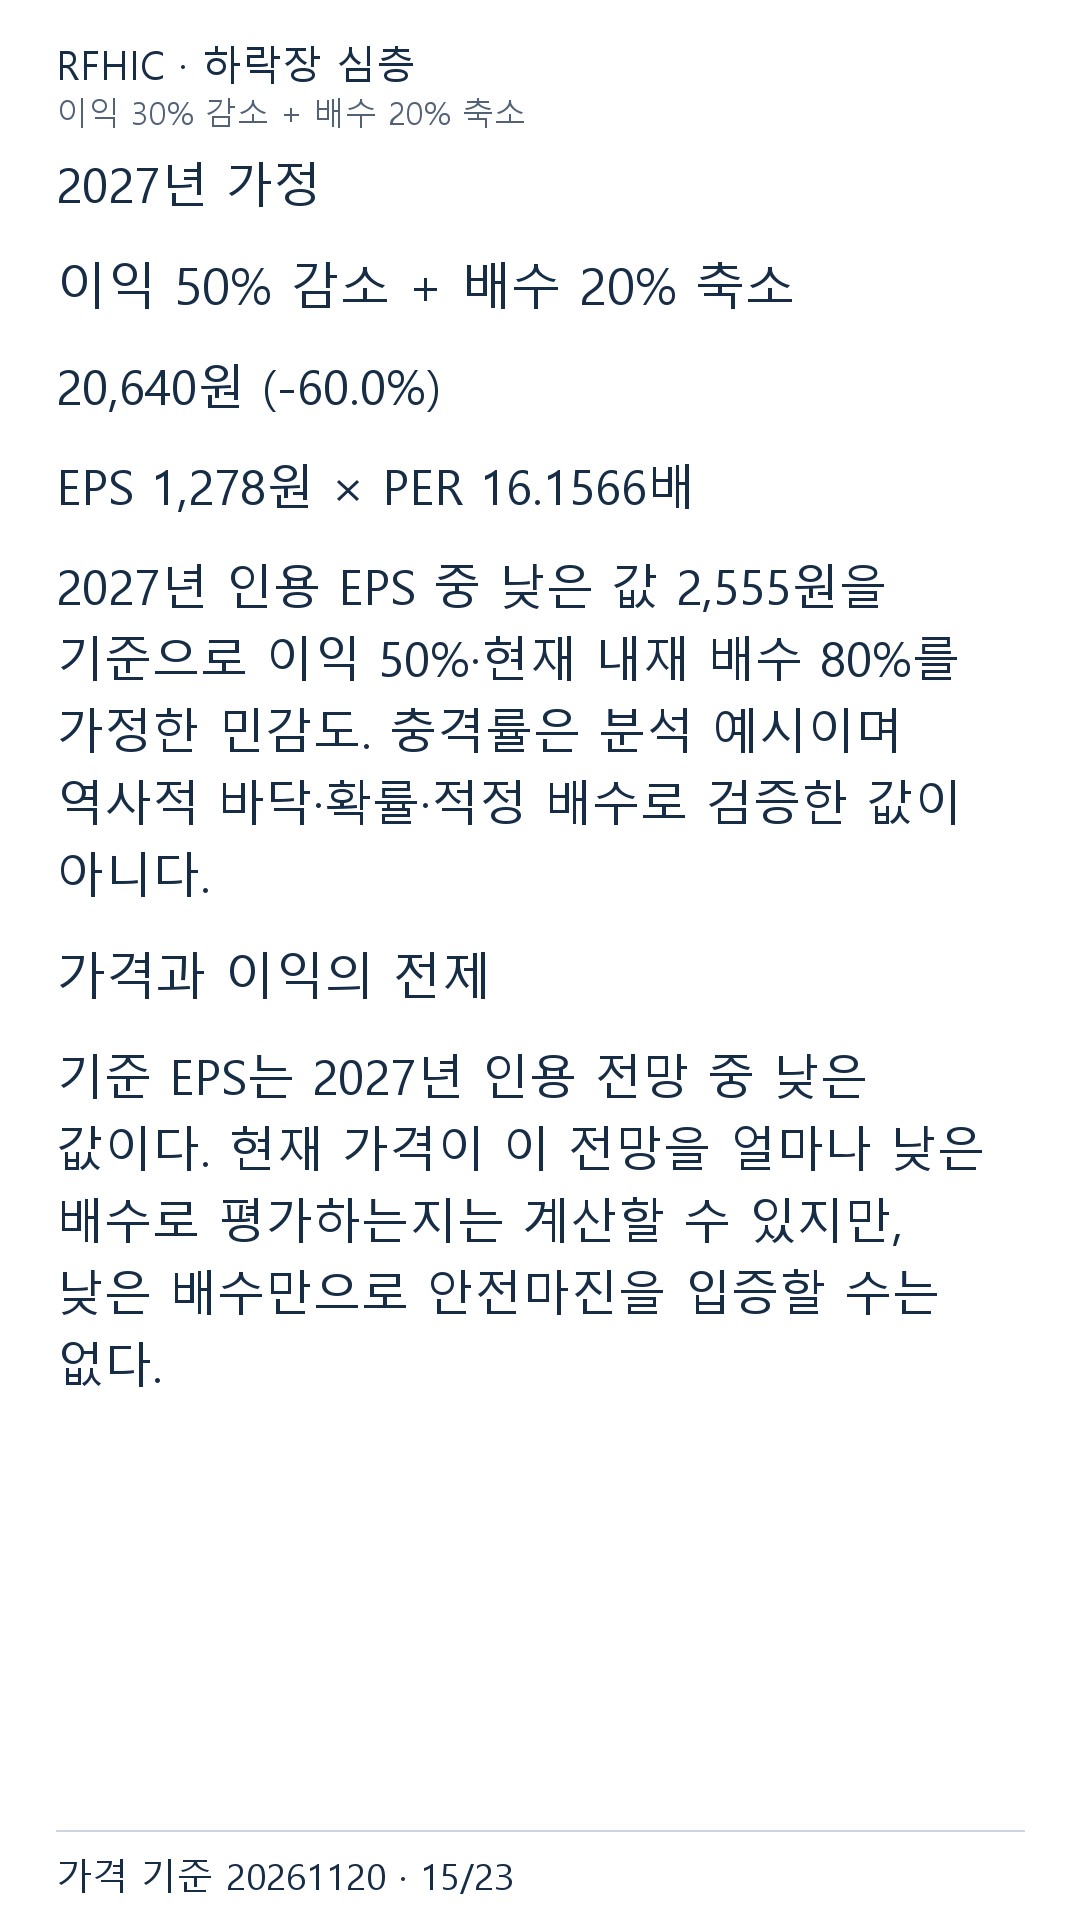 RFHIC · 하락장 심층
이익 30% 감소 + 배수 20% 축소
2027년 가정
이익 50% 감소 + 배수 20% 축소
20,640원 (-60.0%)
EPS 1,278원 × PER 16.1566배
2027년 인용 EPS 중 낮은 값 2,555원을
기준으로 이익 50%·현재 내재 배수 80%를
가정한 민감도. 충격률은 분석 예시이며
역사적 바닥·확률·적정 배수로 검증한 값이
아니다.
가격과 이익의 전제
기준 EPS는 2027년 인용 전망 중 낮은
값이다. 현재 가격이 이 전망을 얼마나 낮은
배수로 평가하는지는 계산할 수 있지만,
낮은 배수만으로 안전마진을 입증할 수는
없다.
가격 기준 20261120 · 15/23